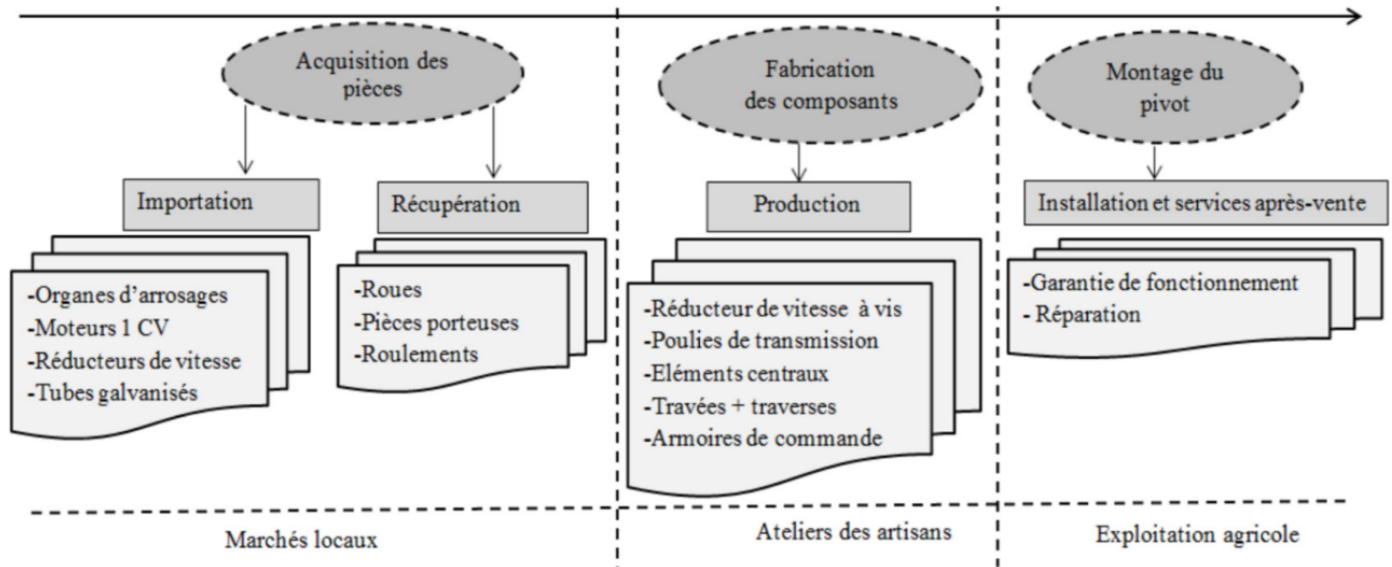 Acquisition des
pièces
Fabrication
des composants
Montage du
pivot
Importation
Récupération
Production
Installation et services après-vente
-Organes d’arrosages
-Moteurs 1 CV
-Réducteurs de vitesse
-Tubes galvanisés
-Roues
-Pièces porteuses
-Roulements
-Réducteur de vitesse à vis
-Poulies de transmission
-Eléments centraux
-Travées + traverses
-Armoires de commande
-Garantie de fonctionnement
- Réparation
Marchés locaux
Ateliers des artisans
Exploitation agricole